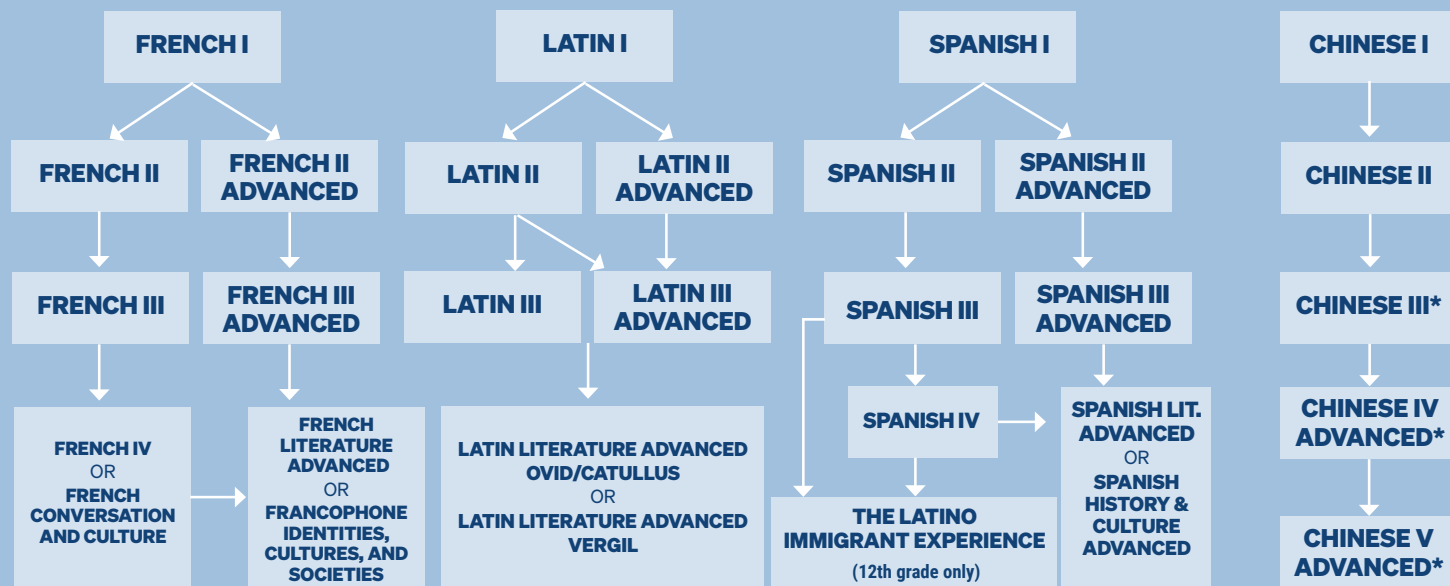 FRENCH I
LATIN I
SPANISH I
CHINESE I
FRENCH II
FRENCH II
ADVANCED
LATIN II
LATIN II
ADVANCED
SPANISH II
SPANISH II
ADVANCED
CHINESE II
FRENCH III
FRENCH III
ADVANCED
LATIN III
LATIN III
ADVANCED
SPANISH III
SPANISH III
ADVANCED
CHINESE III*
FRENCH IV
OR
FRENCH
CONVERSATION
AND CULTURE
FRENCH
LITERATURE
ADVANCED
OR
FRANCOPHONE
IDENTITIES,
CULTURES, AND
SOCIETIES
LATIN LITERATURE ADVANCED
OVID/CATULLUS
OR
LATIN LITERATURE ADVANCED
VERGIL
SPANISH IV
THE LATINO
IMMIGRANT EXPERIENCE
(12th grade only)
SPANISH LIT.
ADVANCED
OR
SPANISH
HISTORY &
CULTURE
ADVANCED
CHINESE IV
ADVANCED*
CHINESE V
ADVANCED*